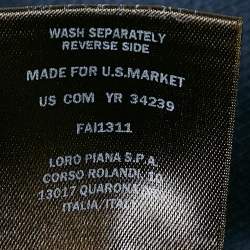 WASH SEPARATELY
REVERSE SIDE
MADE FOR U.S.MARKET
US COM YR 34239
FAI1311
LORO PIANA S.P.A.
CORSO ROLANDI, 10
13017 QUARONA
ITALIA/ITAL